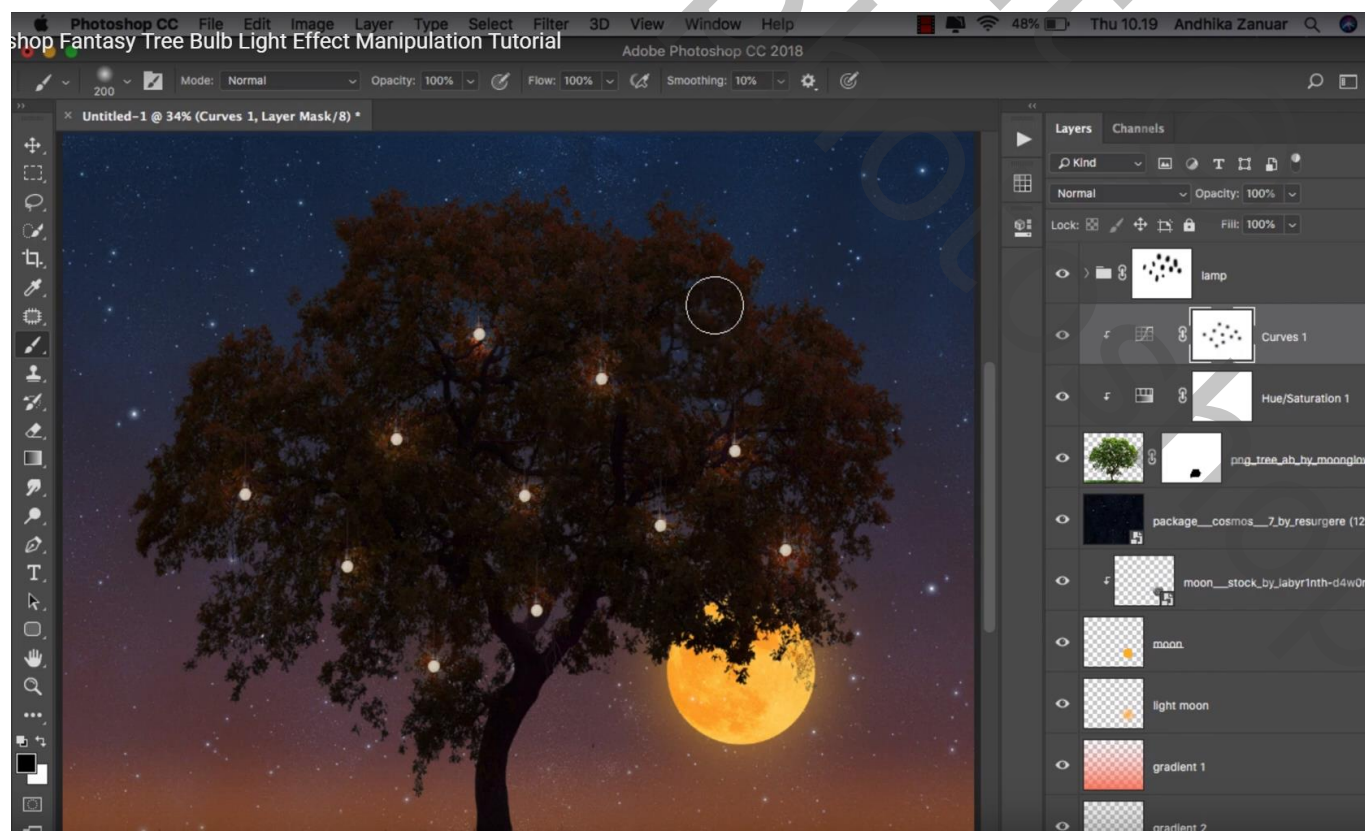 Photoshop CC File Edit Image Layer Type Select Filter 3D View Window Help 48% Thu 10.19 Andhika Zanuar
shop Fantasy Tree Bulb Light Effect Manipulation Tutorial
Adobe Photoshop CC 2018
200 Mode: Normal Opacity: 100% Flow: 100% Smoothing: 10%
× Untitled-1 @ 34% (Curves 1, Layer Mask/8) *
Layers Channels
Kind
Normal Opacity: 100%
Lock: Fill: 100%
lamp
Curves 1
Hue/Saturation 1
png_tree_ab_by_moonglow
package__cosmos__7_by_resurgere (12
moon__stock_by_labyr1nth-d4w0r
moon
light moon
gradient 1
gradient 2